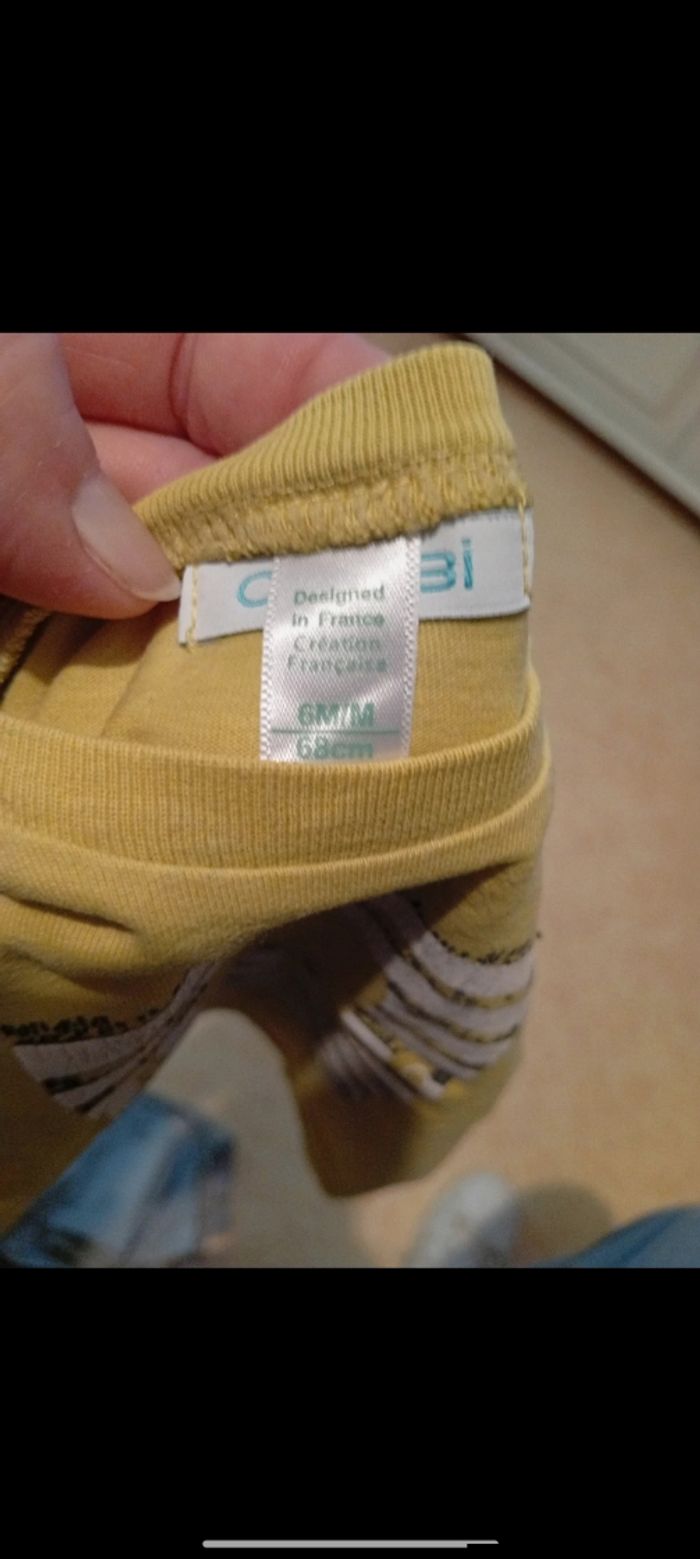 Designed
in France
Création
Française
6M/M
68cm